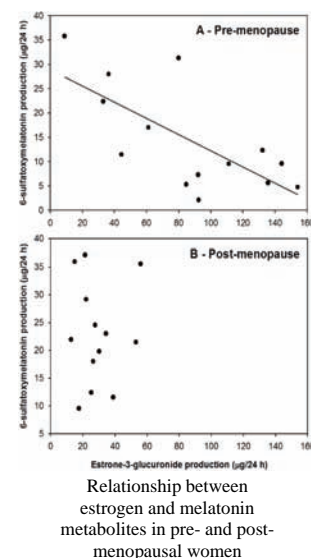 40
35
30
25
20
15
10
5
0
6-sulfatoxymelatonin production (µg/24 h)
A - Pre-menopause
0 20 40 60 80 100 120 140 160
40
35
30
25
20
15
10
5
6-sulfatoxymelatonin production (µg/24 h)
B - Post-menopause
0 20 40 60 80 100 120 140 160
Estrone-3-glucuronide production (µg/24 h)
Relationship between
estrogen and melatonin
metabolites in pre- and post-
menopausal women